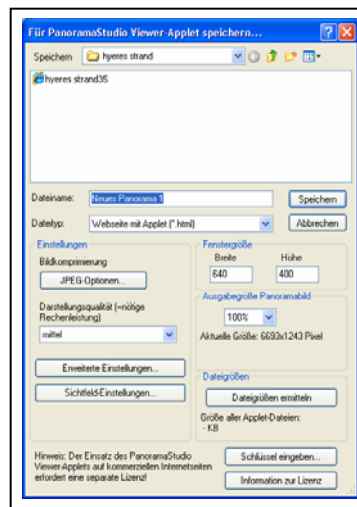 Für PanoramaStudio Viewer-Applet speichern...
Speichern hyeres strand
hyeres strand35
Dateiname: Neues Panorama 1 Speichern
Dateityp: Webseite mit Applet (*.html) Abbrechen
Einstellungen
Bildkomprimierung
JPEG-Optionen...
Darstellungsqualität (=nötige
Rechenleistung)
mittel
Erweiterte Einstellungen...
Sichtfeld-Einstellungen...
Fenstergröße
Breite Höhe
640 400
Ausgabegröße Panoramabild
100%
Aktuelle Größe: 6693x1243 Pixel
Dateigrößen
Dateigrößen ermitteln
Größe aller Applet-Dateien:
- KB
Hinweis: Der Einsatz des PanoramaStudio
Viewer-Applets auf kommerziellen Internetseiten
erfordert eine separate Lizenz!
Schlüssel eingeben...
Information zur Lizenz